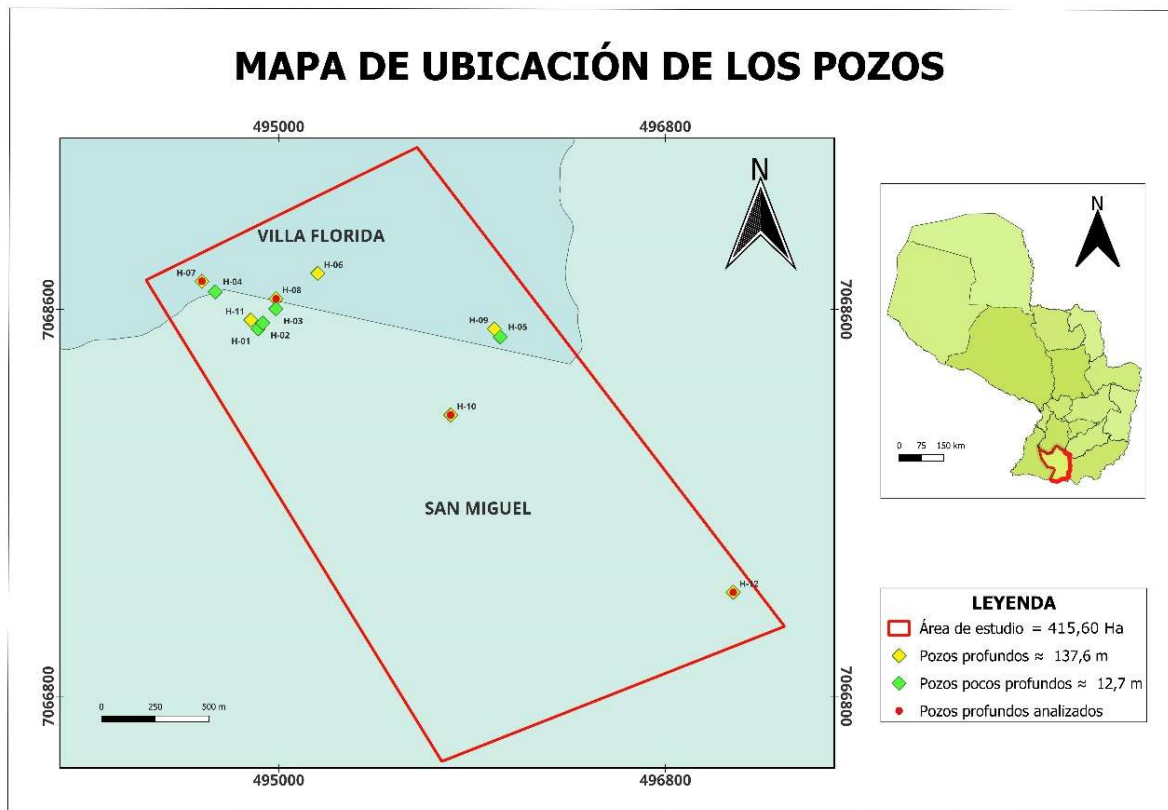 MAPA DE UBICACIÓN DE LOS POZOS
495000
496800
N
VILLA FLORIDA
H-06
H-07
H-04
H-08
7068600
7068600
H-11
H-03
H-09
H-05
H-02
H-01
H-10
SAN MIGUEL
H-12
7066800
7066800
0 250 500 m
495000
496800
N
0 75 150 km
LEYENDA
Área de estudio = 415,60 Ha
Pozos profundos ≈ 137,6 m
Pozos pocos profundos ≈ 12,7 m
Pozos profundos analizados